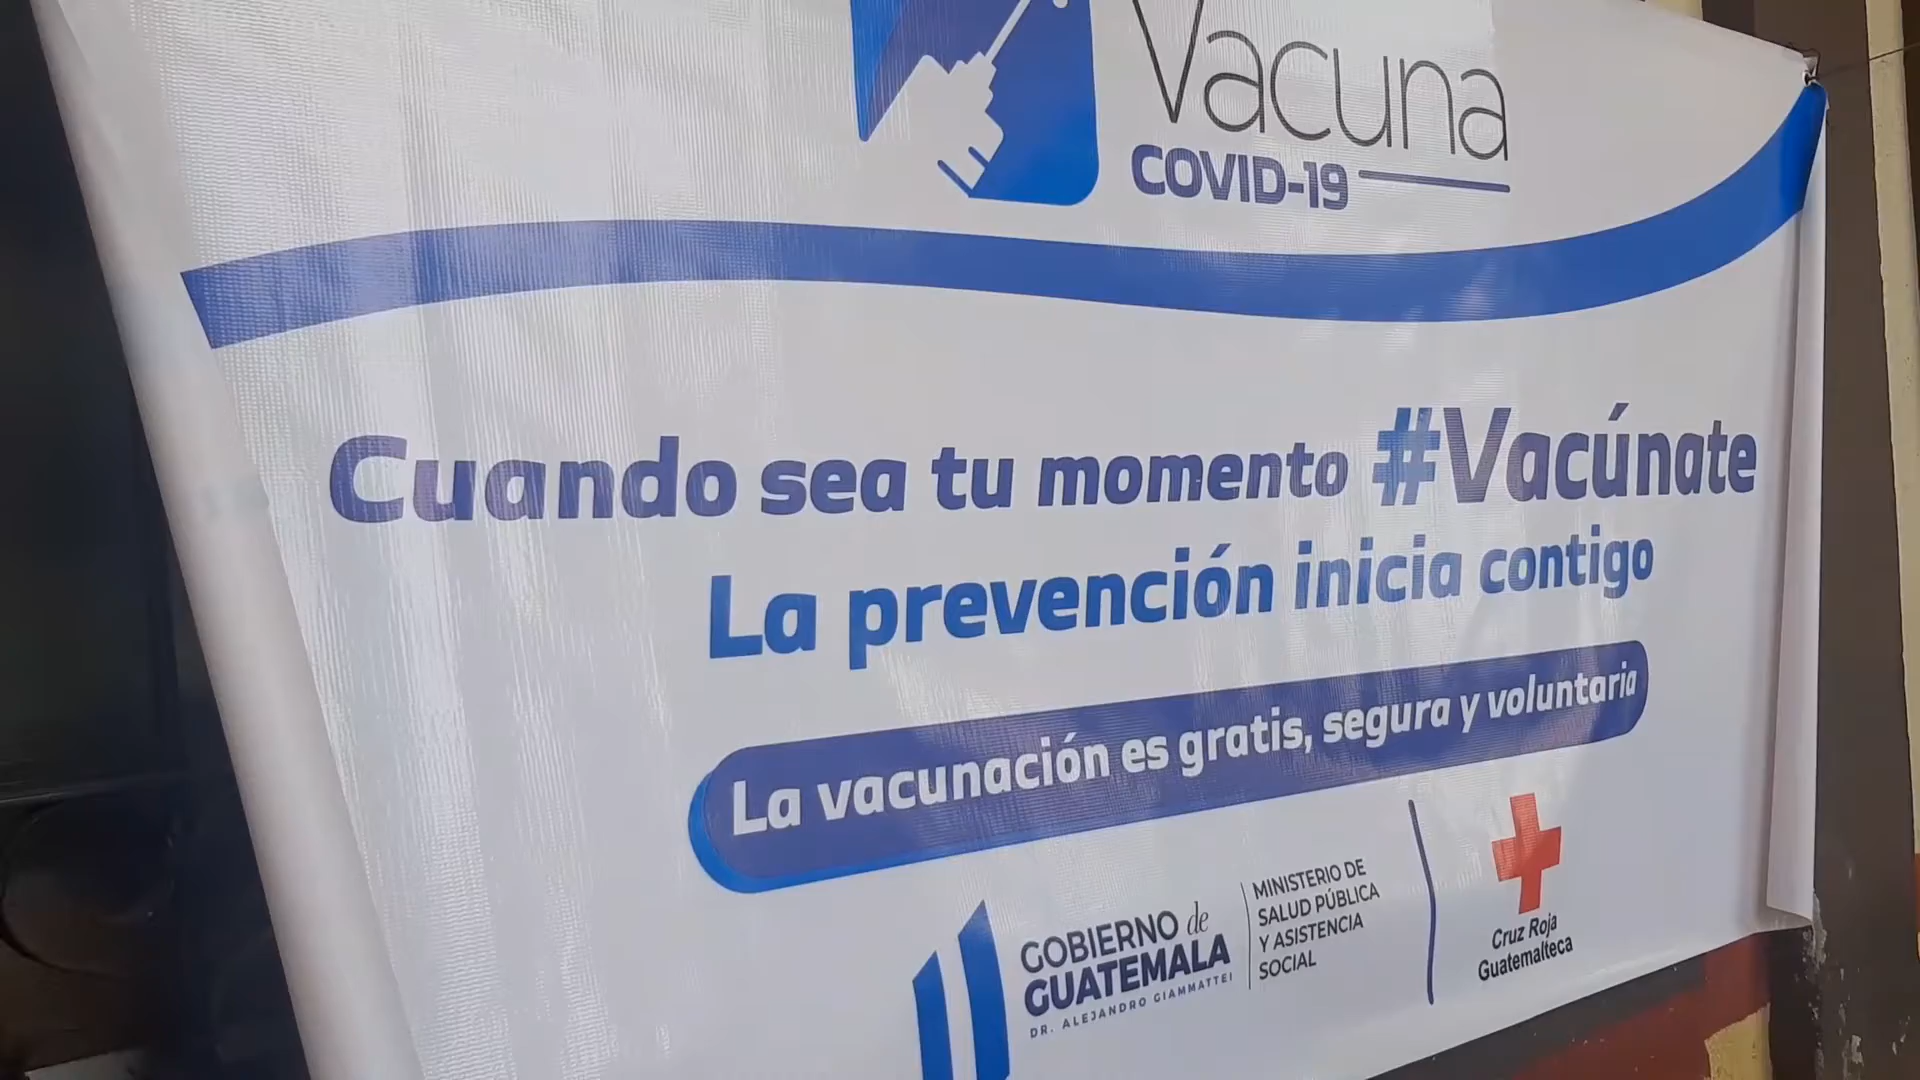 Vacuna
COVID-19
Cuando sea tu momento #Vacúnate
La prevención inicia contigo
La vacunación es gratis, segura y voluntaria
GOBIERNO de
GUATEMALA
DR. ALEJANDRO GIAMMATTEI
MINISTERIO DE
SALUD PÚBLICA
Y ASISTENCIA
SOCIAL
Cruz Roja
Guatemalteca